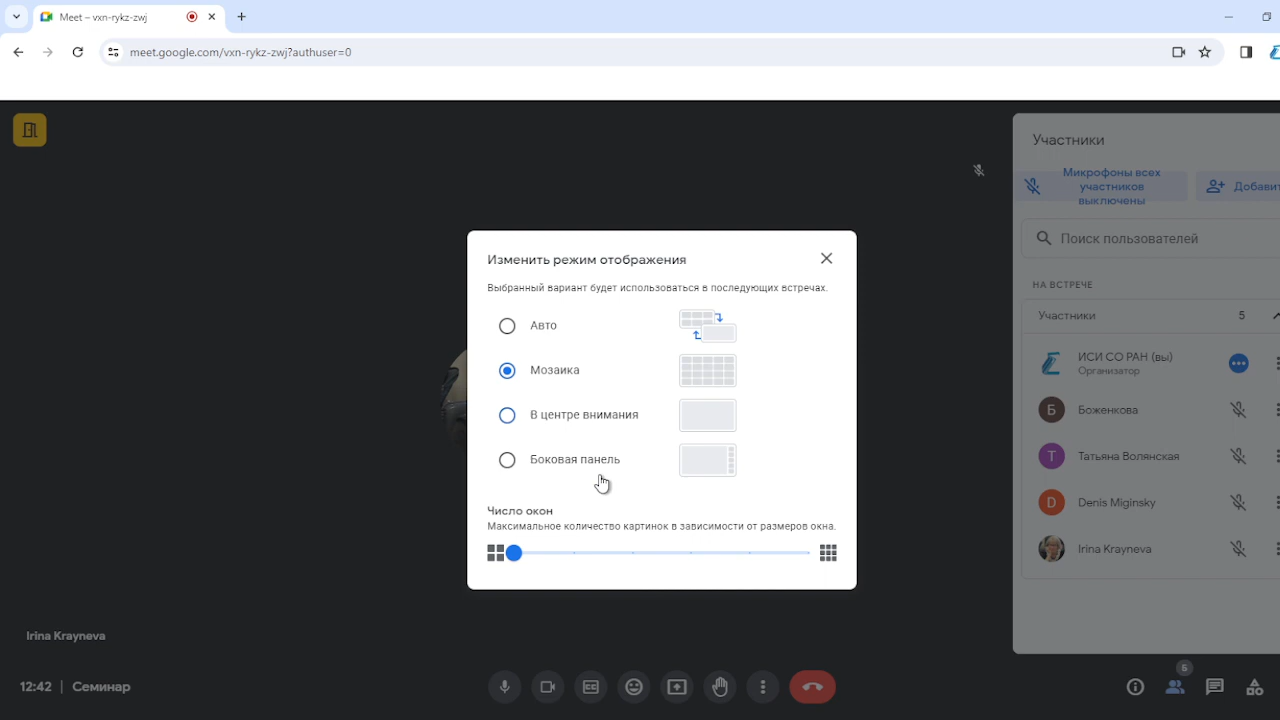 Meet – vxn-rykz-zwj
meet.google.com/vxn-rykz-zwj?authuser=0
Участники
Микрофоны всех
участников
выключены
Добавит
Поиск пользователей
НА ВСТРЕЧЕ
Участники 5
ИСИ СО РАН (вы)
Организатор
Б Боженкова
T Татьяна Волянская
D Denis Miginsky
Irina Krayneva
Изменить режим отображения
Выбранный вариант будет использоваться в последующих встречах.
Авто
Мозаика
В центре внимания
Боковая панель
Число окон
Максимальное количество картинок в зависимости от размеров окна.
Irina Krayneva
12:42 | Семинар
5